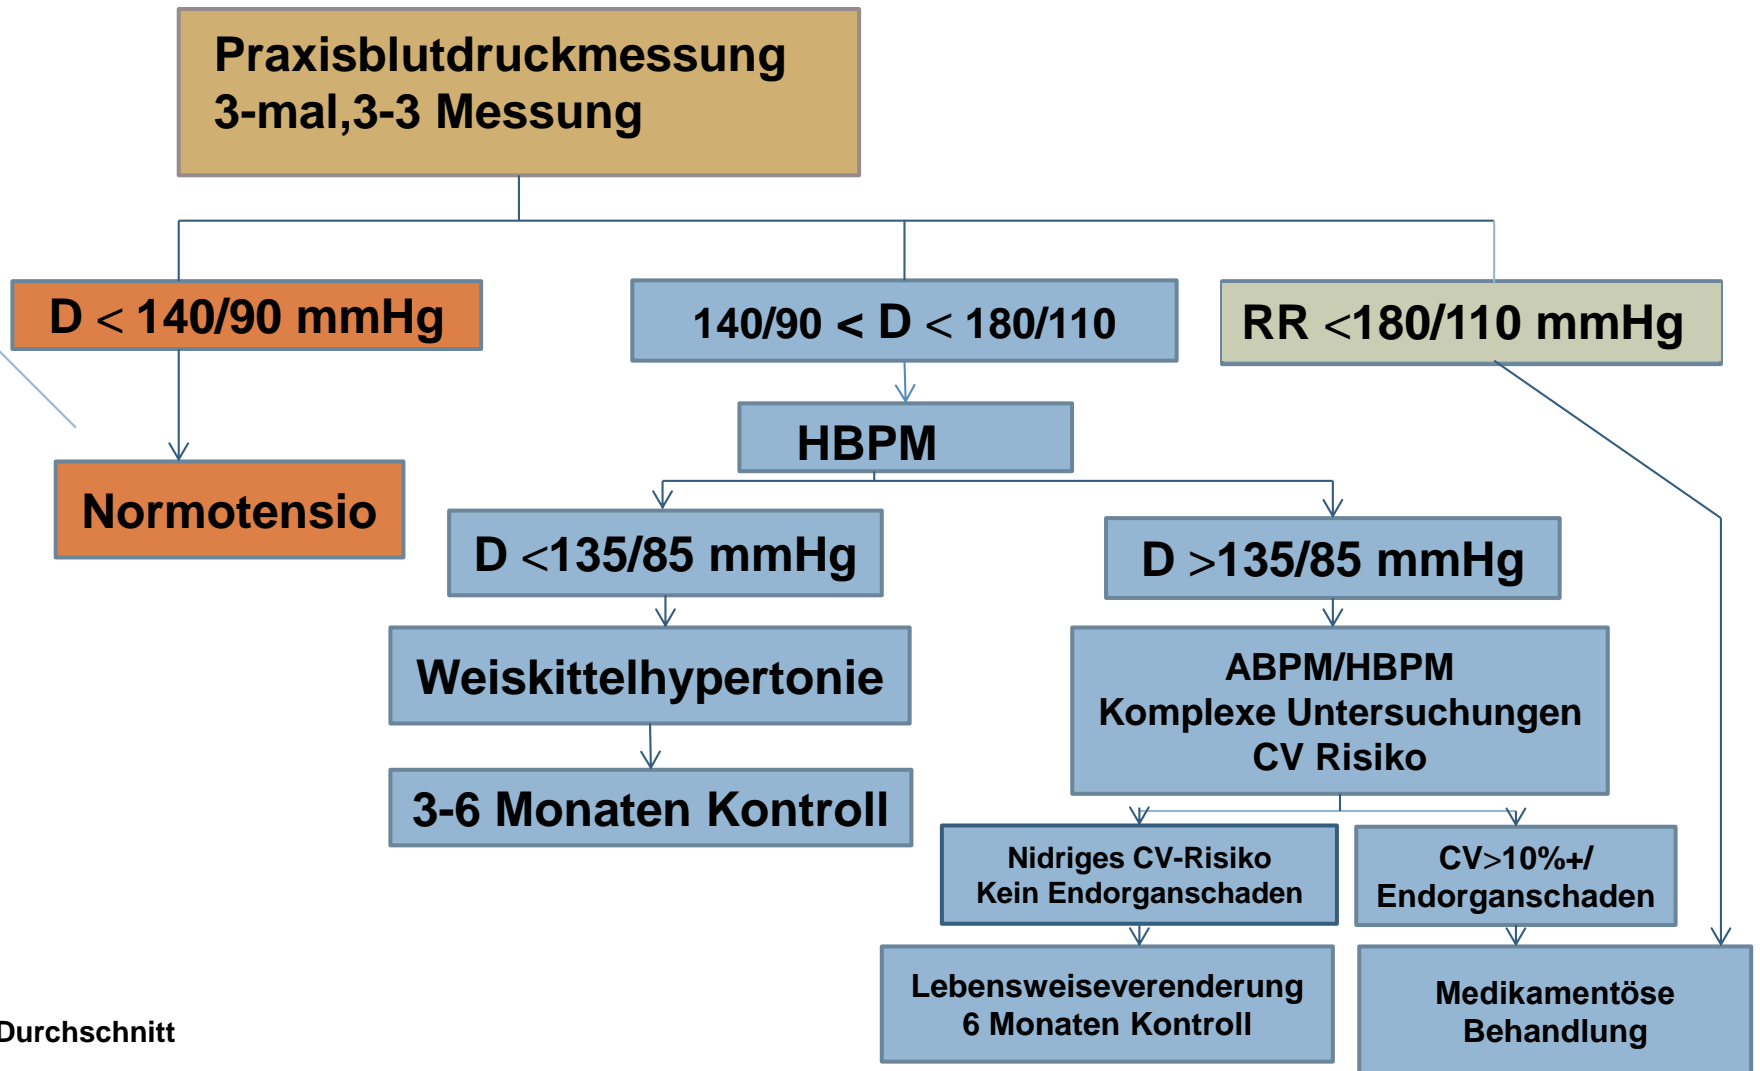 Praxisblutdruckmessung
3-mal,3-3 Messung
D < 140/90 mmHg
140/90 < D < 180/110
RR <180/110 mmHg
HBPM
Normotensio
D <135/85 mmHg
D >135/85 mmHg
Weiskittelhypertonie
ABPM/HBPM
Komplexe Untersuchungen
CV Risiko
3-6 Monaten Kontroll
Nidriges CV-Risiko
Kein Endorganschaden
CV>10%+/
Endorganschaden
Lebensweiseverenderung
6 Monaten Kontroll
Medikamentöse
Behandlung
Durchschnitt